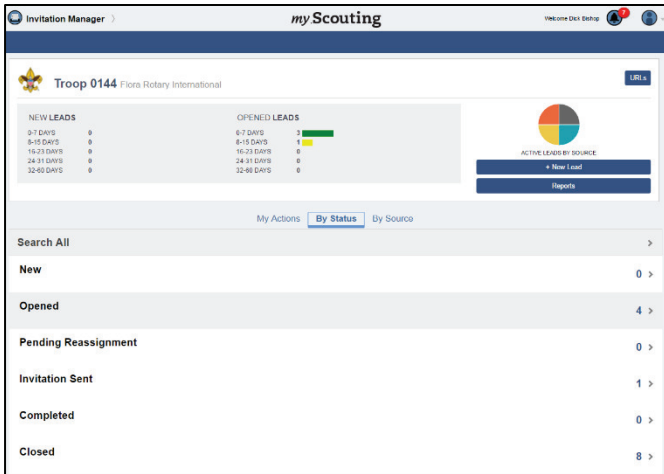 Invitation Manager
my.Scouting
Welcome Dick Bishop
7
Troop 0144 Flora Rotary International
URLs
NEW LEADS
0-7 DAYS 0
8-15 DAYS 0
16-23 DAYS 0
24-31 DAYS 0
32-60 DAYS 0
OPENED LEADS
0-7 DAYS 3
8-15 DAYS 1
16-23 DAYS 0
24-31 DAYS 0
32-60 DAYS 0
ACTIVE LEADS BY SOURCE
+ New Lead
Reports
My Actions By Status By Source
Search All
New 0
Opened 4
Pending Reassignment 0
Invitation Sent 1
Completed 0
Closed 8